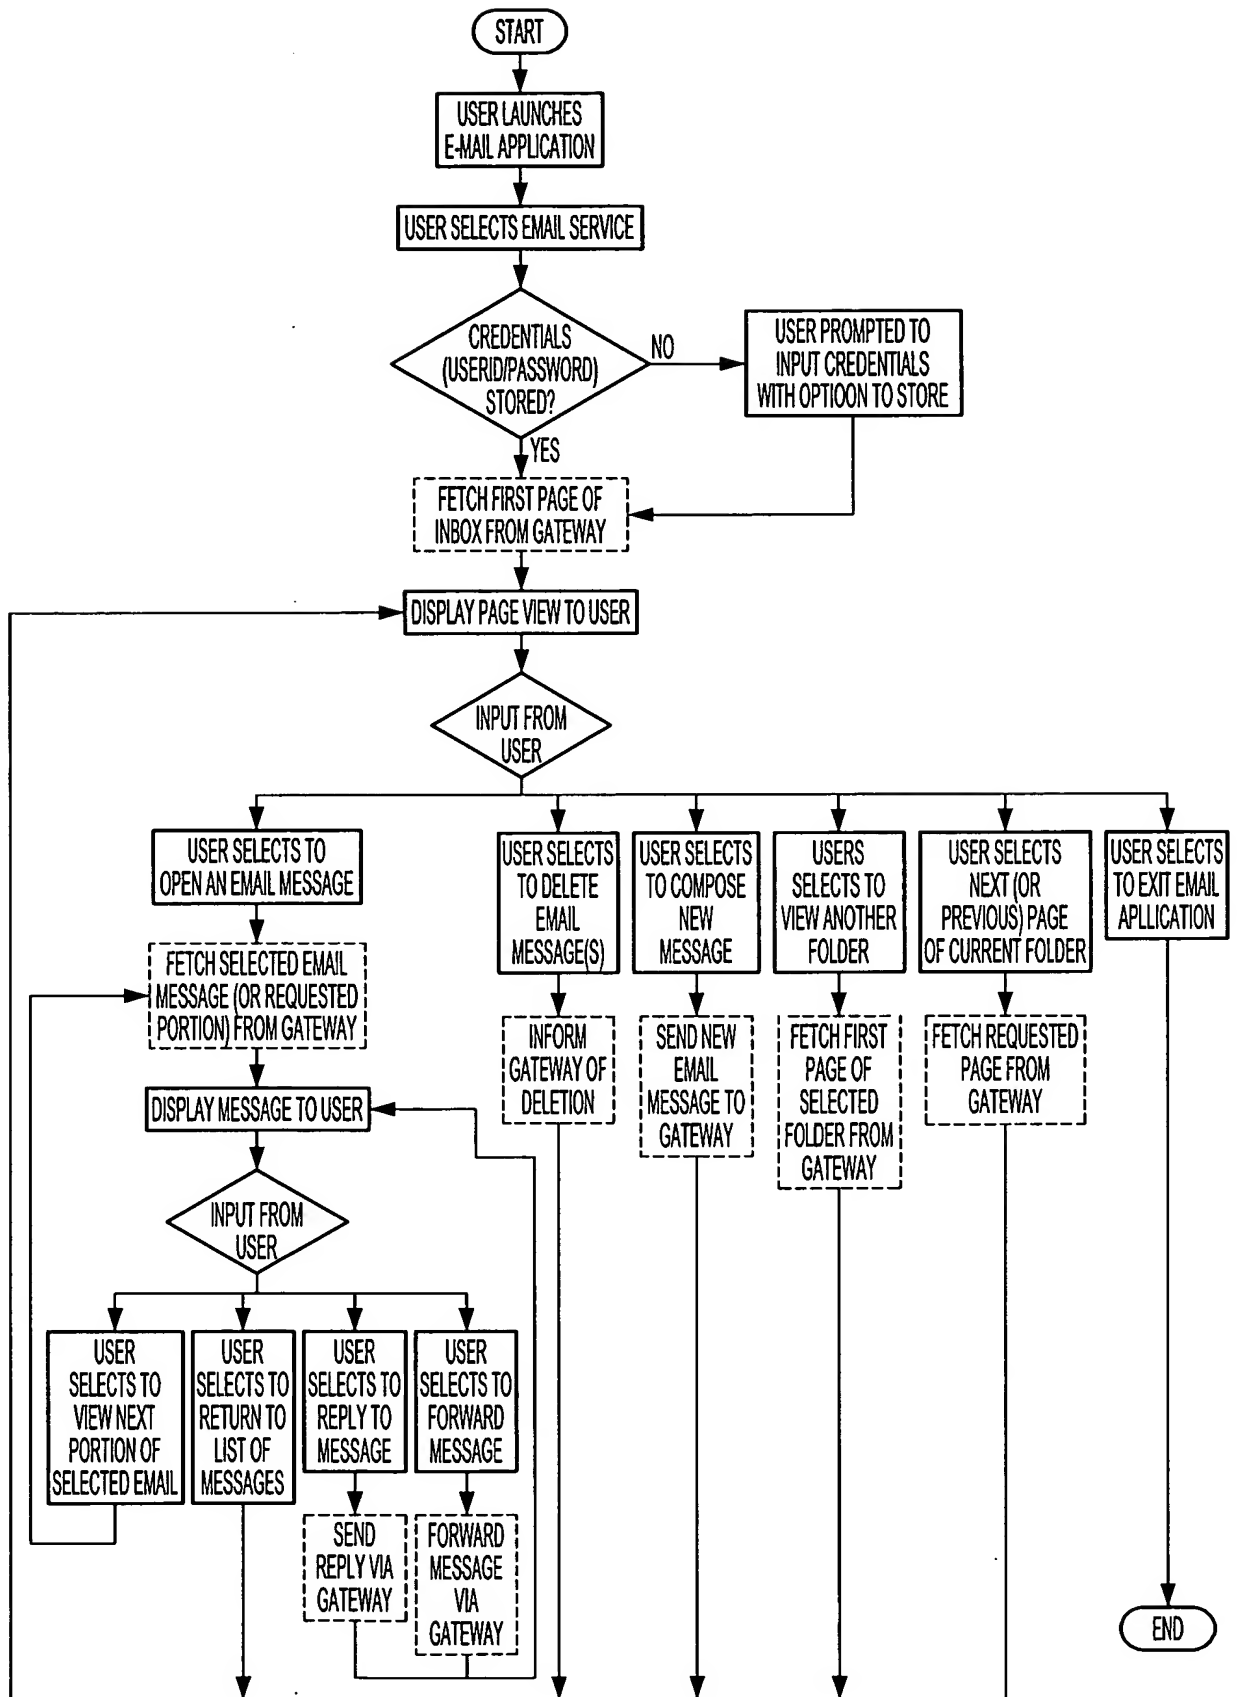 START
USER LAUNCHES
E-MAIL APPLICATION
USER SELECTS EMAIL SERVICE
CREDENTIALS
(USERID/PASSWORD)
STORED?
NO
USER PROMPTED TO
INPUT CREDENTIALS
WITH OPTIOON TO STORE
YES
FETCH FIRST PAGE OF
INBOX FROM GATEWAY
DISPLAY PAGE VIEW TO USER
INPUT FROM
USER
USER SELECTS TO
OPEN AN EMAIL MESSAGE
USER SELECTS
TO DELETE
EMAIL
MESSAGE(S)
USER SELECTS
TO COMPOSE
NEW
MESSAGE
USERS
SELECTS TO
VIEW ANOTHER
FOLDER
USER SELECTS
NEXT (OR
PREVIOUS) PAGE
OF CURRENT FOLDER
USER SELECTS
TO EXIT EMAIL
APLLICATION
FETCH SELECTED EMAIL
MESSAGE (OR REQUESTED
PORTION) FROM GATEWAY
INFORM
GATEWAY OF
DELETION
SEND NEW
EMAIL
MESSAGE TO
GATEWAY
FETCH FIRST
PAGE OF
SELECTED
FOLDER FROM
GATEWAY
FETCH REQUESTED
PAGE FROM
GATEWAY
DISPLAY MESSAGE TO USER
INPUT FROM
USER
USER
SELECTS TO
VIEW NEXT
PORTION OF
SELECTED EMAIL
USER
SELECTS TO
RETURN TO
LIST OF
MESSAGES
USER
SELECTS TO
REPLY TO
MESSAGE
USER
SELECTS TO
FORWARD
MESSAGE
SEND
REPLY VIA
GATEWAY
FORWARD
MESSAGE
VIA
GATEWAY
END